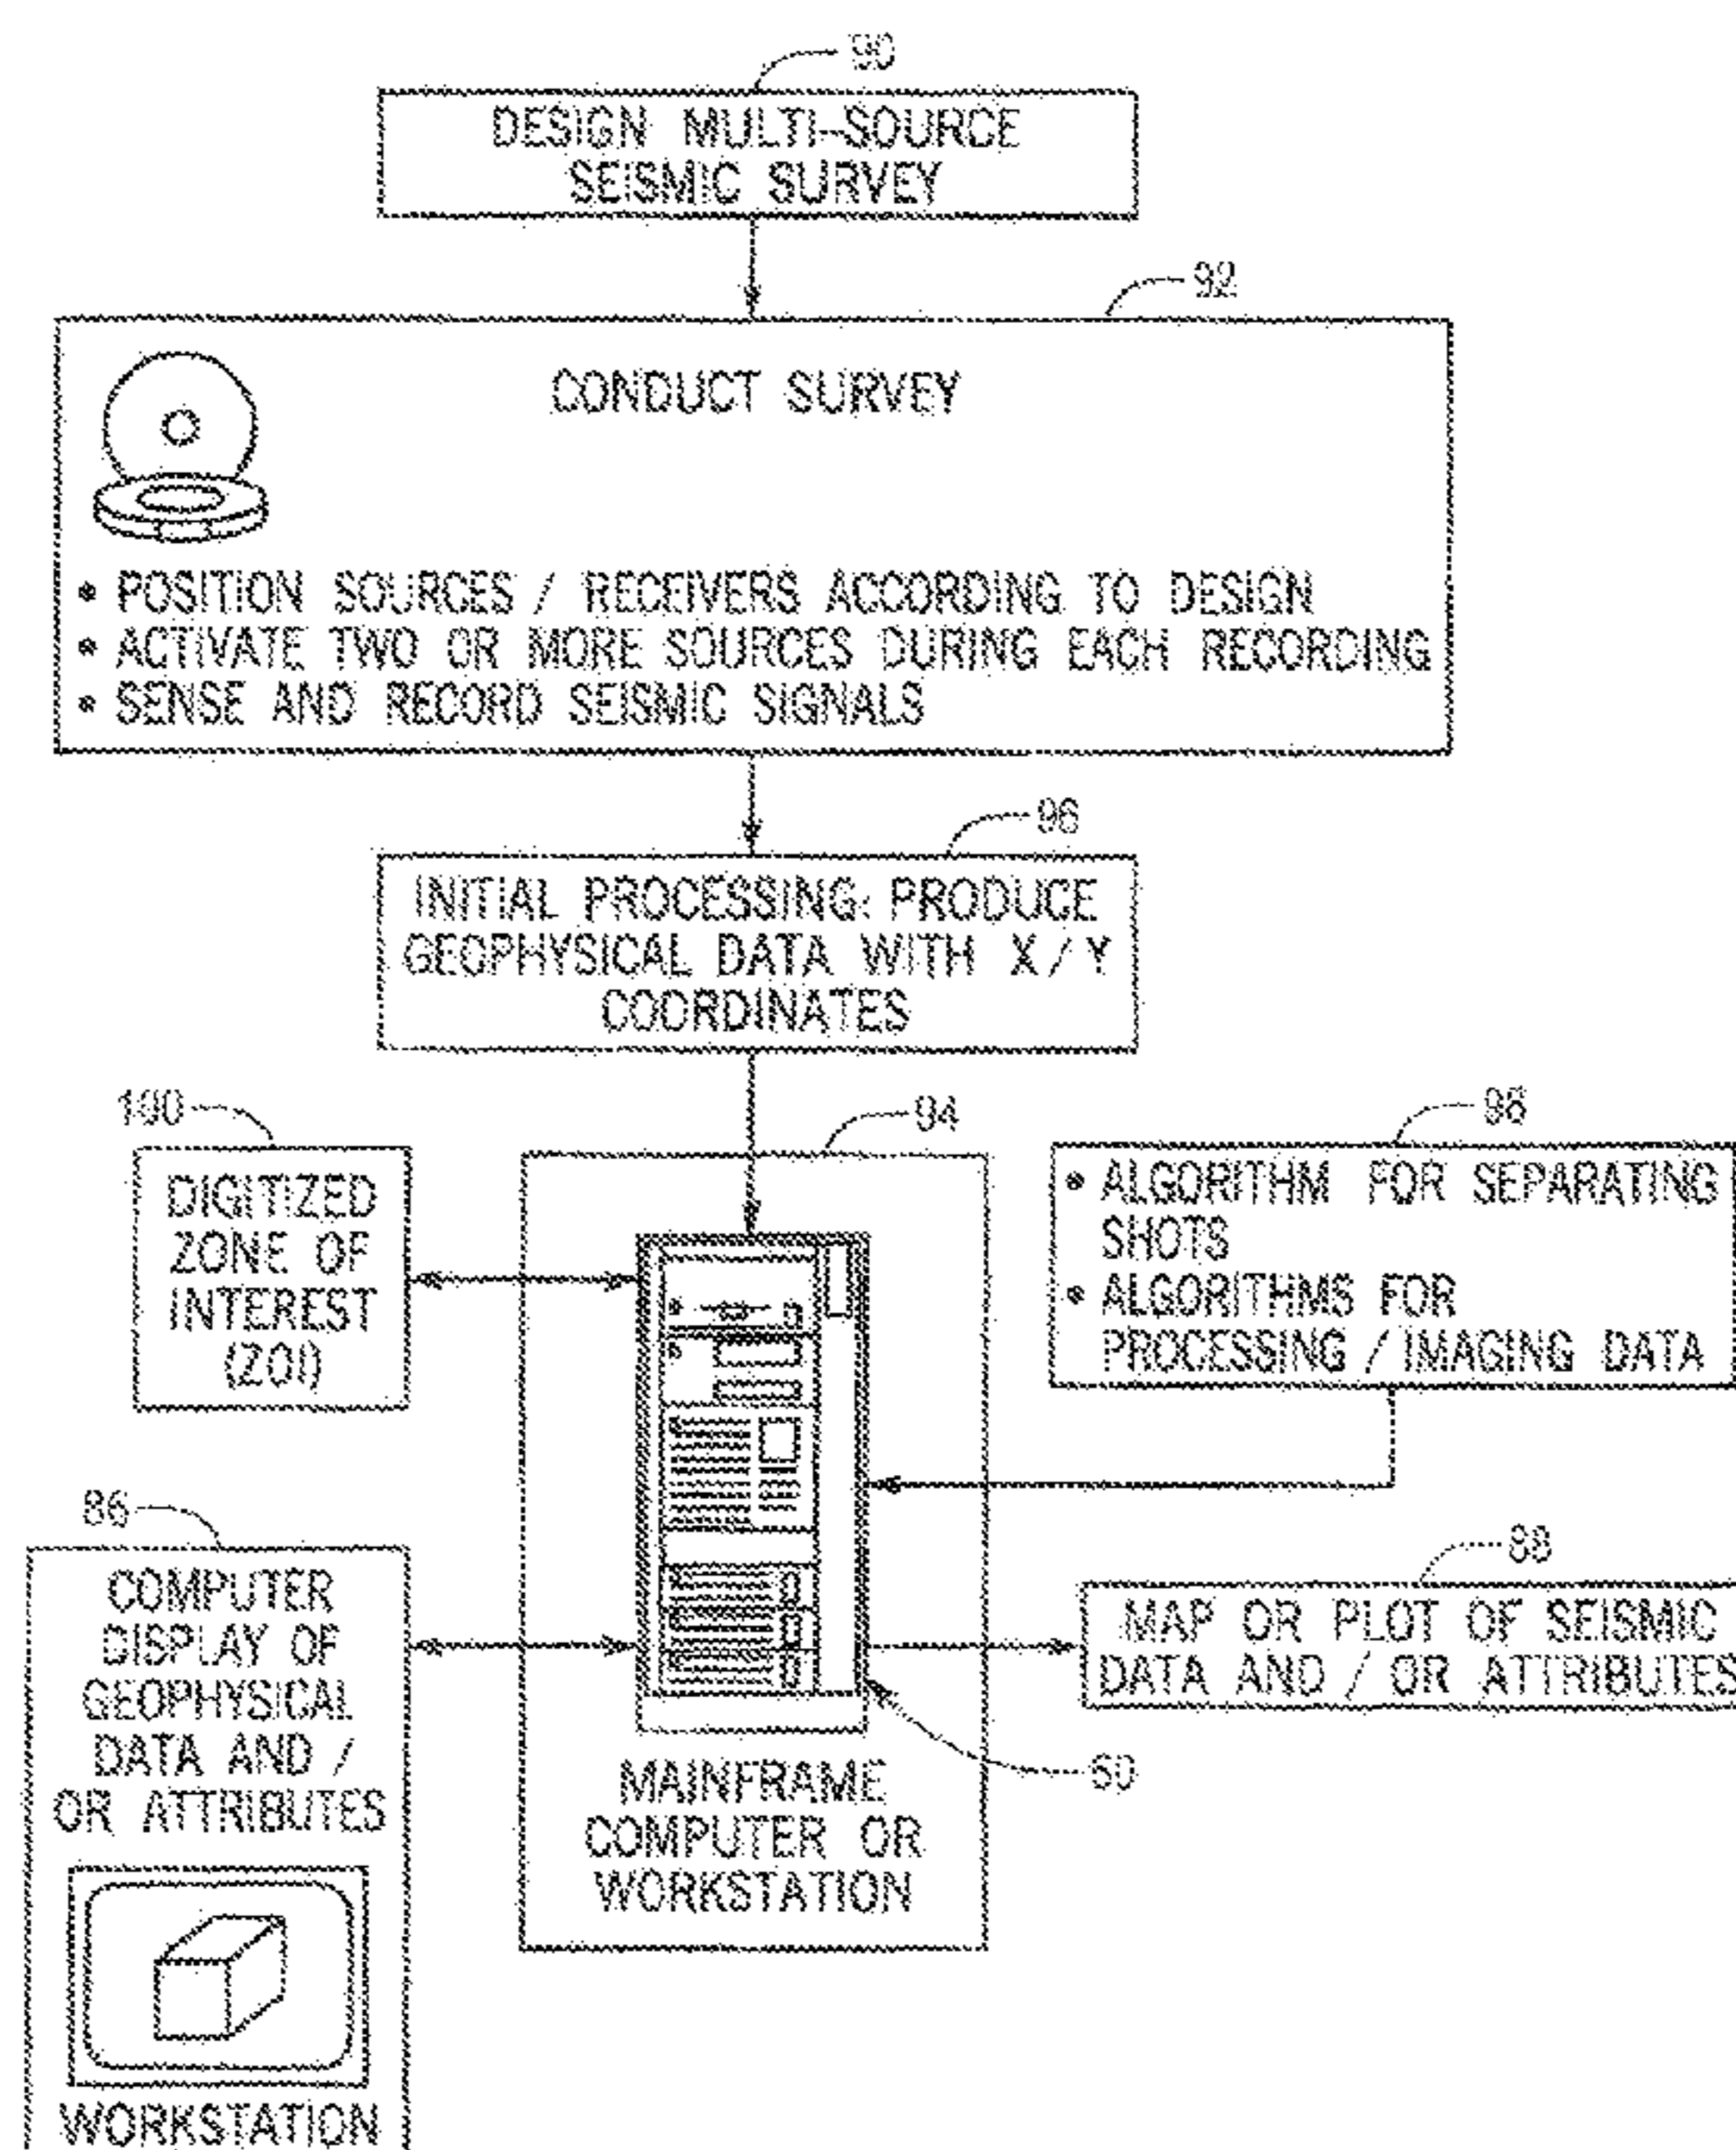 90
DESIGN MULTI-SOURCE
SEISMIC SURVEY
92
CONDUCT SURVEY
• POSITION SOURCES / RECEIVERS ACCORDING TO DESIGN
• ACTIVATE TWO OR MORE SOURCES DURING EACH RECORDING
• SENSE AND RECORD SEISMIC SIGNALS
96
INITIAL PROCESSING: PRODUCE
GEOPHYSICAL DATA WITH X / Y
COORDINATES
100
DIGITIZED
ZONE OF
INTEREST
(ZOI)
94
MAINFRAME
COMPUTER OR
WORKSTATION
98
• ALGORITHM FOR SEPARATING
SHOTS
• ALGORITHMS FOR
PROCESSING / IMAGING DATA
86
COMPUTER
DISPLAY OF
GEOPHYSICAL
DATA AND /
OR ATTRIBUTES
WORKSTATION
88
MAP OR PLOT OF SEISMIC
DATA AND / OR ATTRIBUTES